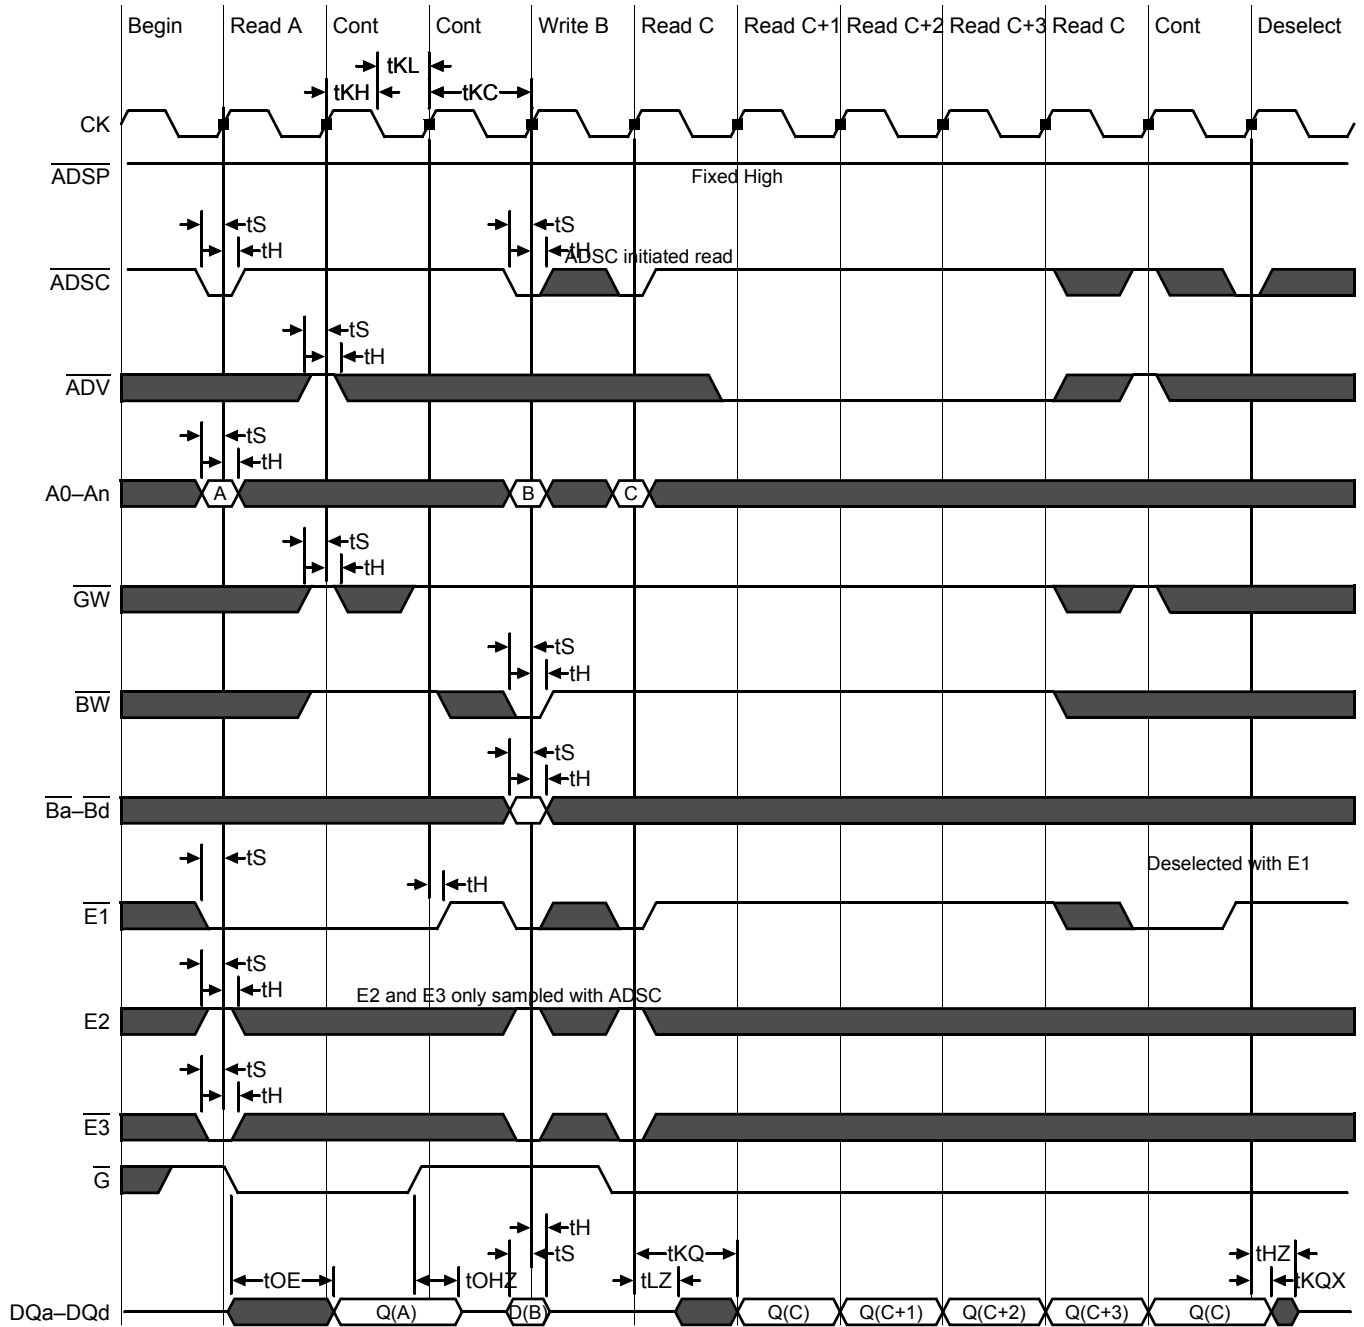 Begin Read A Cont Cont Write B Read C Read C+1 Read C+2 Read C+3 Read C Cont Deselect
tKL
tKH tKC
CK
ADSP
Fixed High
tS tS
tH tH
ADSC initiated read
ADSC
tS
tH
ADV
tS
tH
A0–An A B C
tS
tH
GW
tS
tH
BW
tS
tH
Ba–Bd
tS
Deselected with E1
tH
E1
tS
tH
E2 and E3 only sampled with ADSC
E2
tS
tH
E3
G
tH
tS
tKQ
tHZ
tOE tOHZ tLZ tKQX
DQa–DQd Q(A) D(B) Q(C) Q(C+1) Q(C+2) Q(C+3) Q(C)